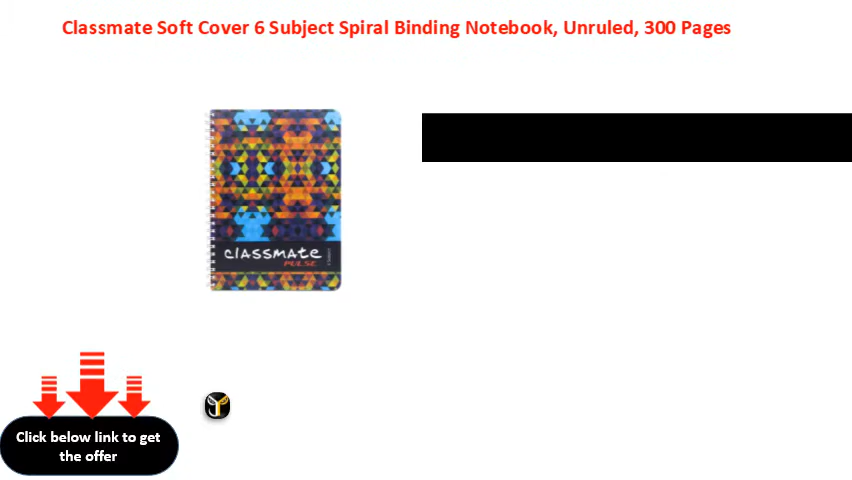 Classmate Soft Cover 6 Subject Spiral Binding Notebook, Unruled, 300 Pages
classmate
PULSE
Click below link to get
the offer